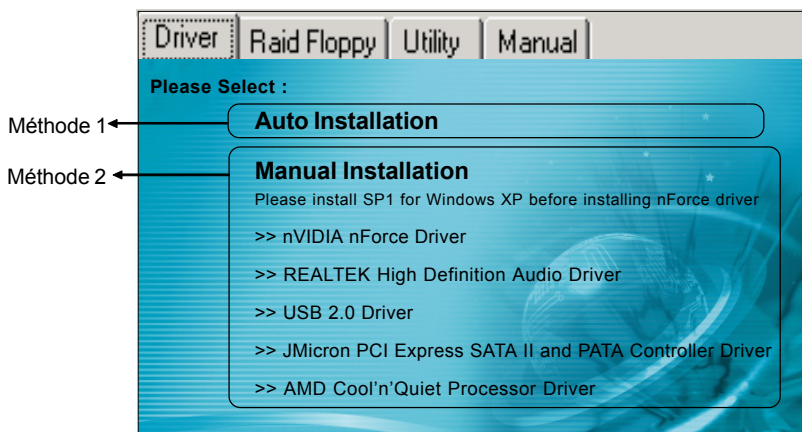 Driver Raid Floppy Utility Manual
Please Select :
Méthode 1
Auto Installation
Méthode 2
Manual Installation
Please install SP1 for Windows XP before installing nForce driver
>> nVIDIA nForce Driver
>> REALTEK High Definition Audio Driver
>> USB 2.0 Driver
>> JMicron PCI Express SATA II and PATA Controller Driver
>> AMD Cool'n'Quiet Processor Driver